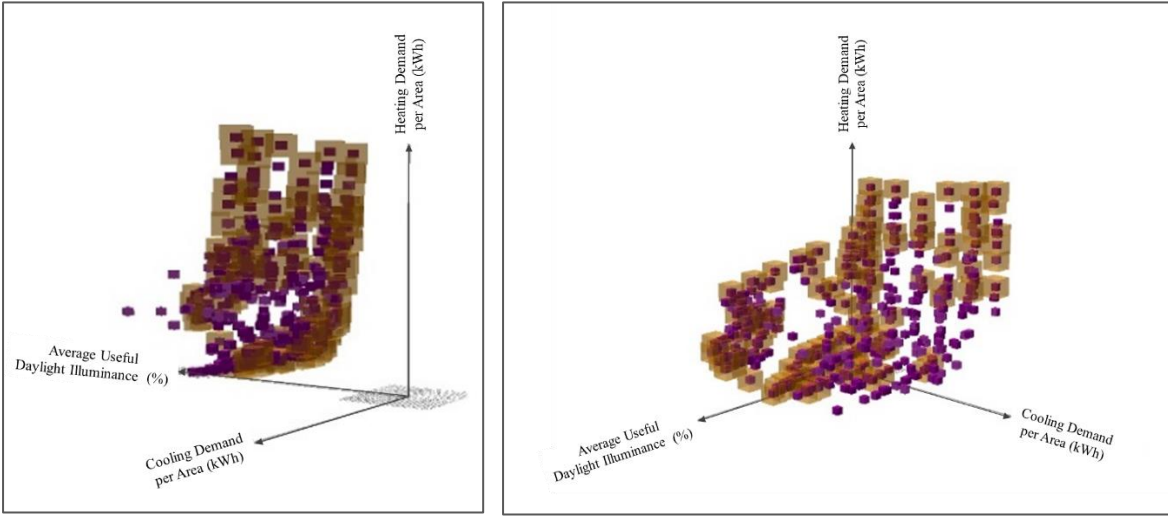 Heating Demand
per Area (kWh)
Average Useful
Daylight Illuminance (%)
Cooling Demand
per Area (kWh)
Heating Demand
per Area (kWh)
Average Useful
Daylight Illuminance (%)
Cooling Demand
per Area (kWh)